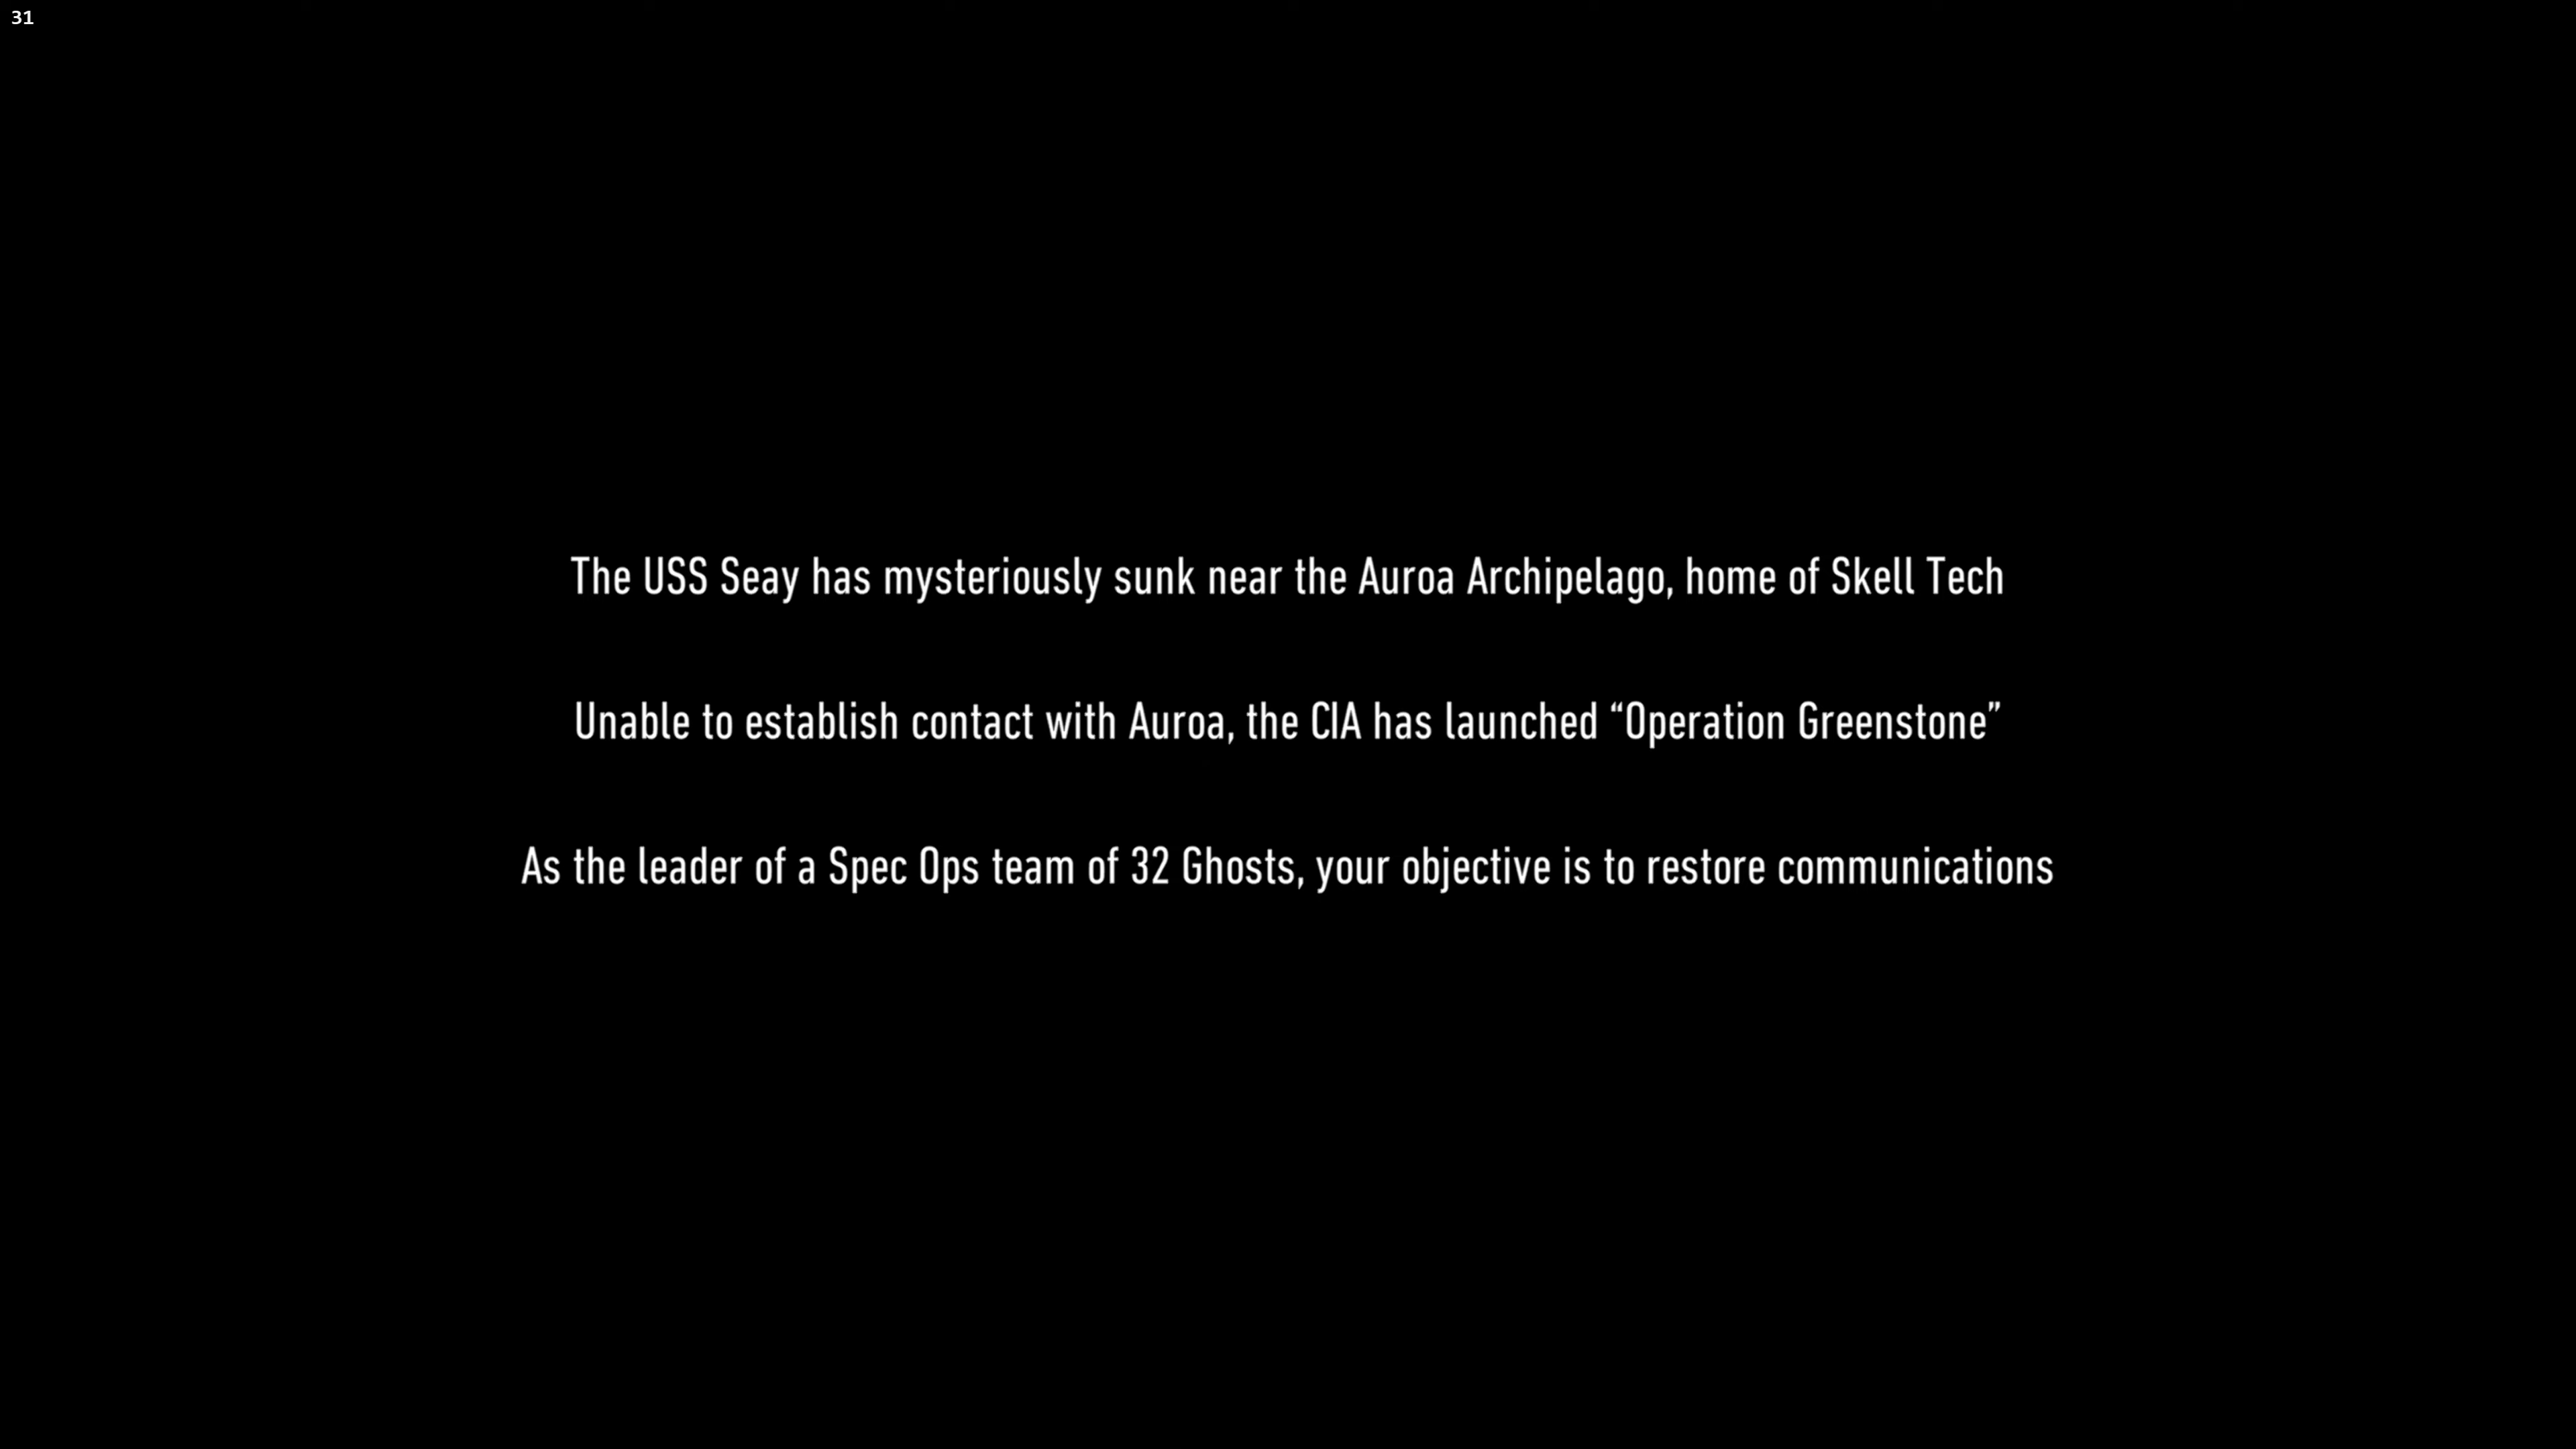 31
The USS Seay has mysteriously sunk near the Auroa Archipelago, home of Skell Tech
Unable to establish contact with Auroa, the CIA has launched “Operation Greenstone”
As the leader of a Spec Ops team of 32 Ghosts, your objective is to restore communications